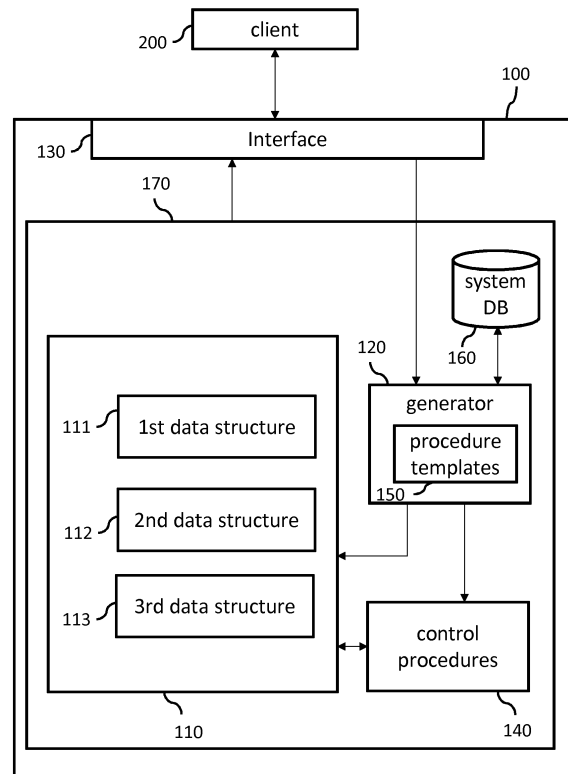 client
200
100
Interface
130
170
system
DB
160
120
generator
procedure
templates
150
111
1st data structure
112
2nd data structure
113
3rd data structure
control
procedures
110
140